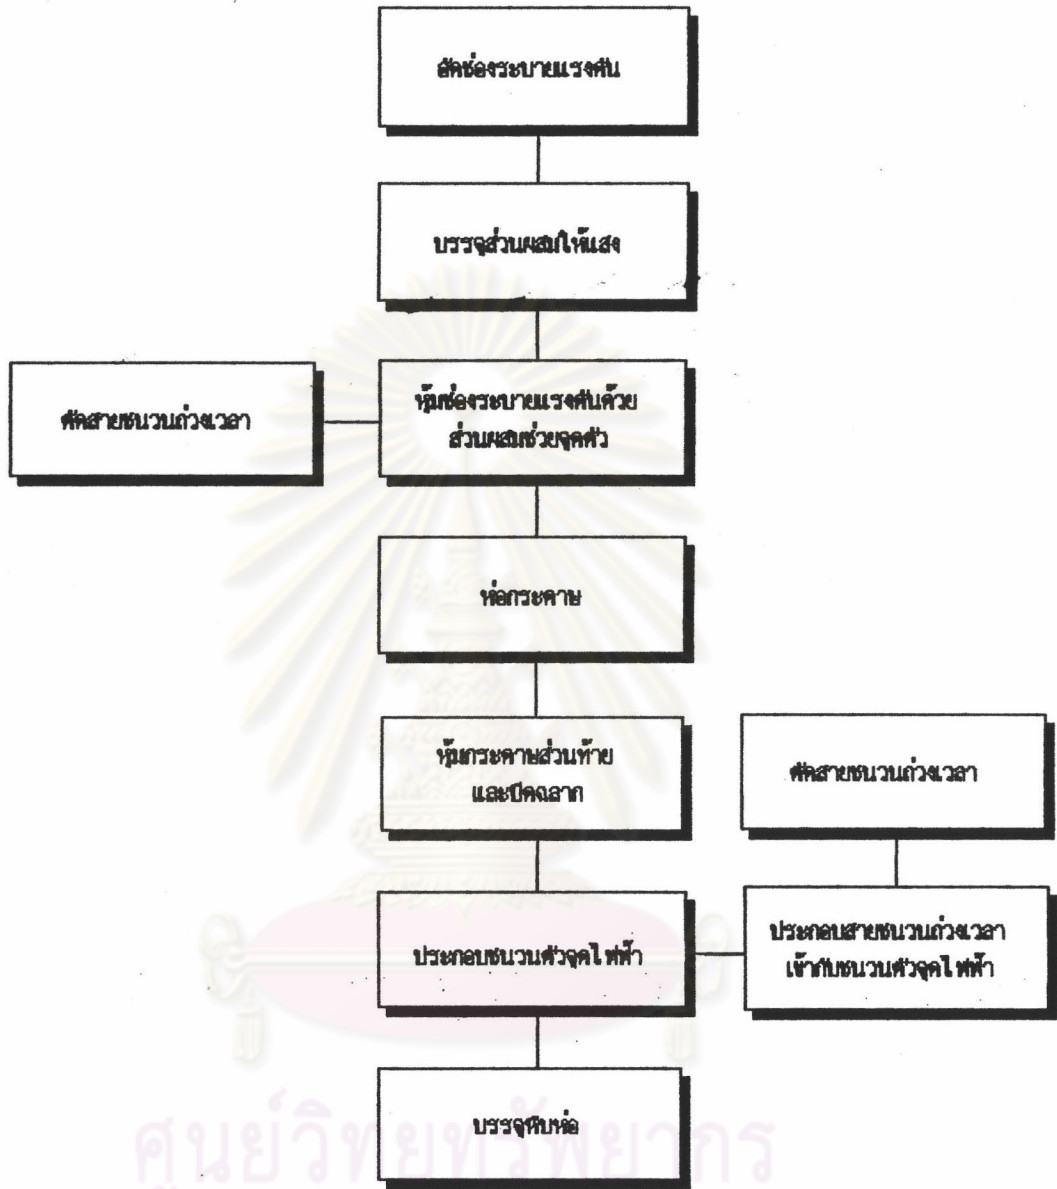 อัดช่องระบายแรงดัน
บรรจุส่วนผสมให้แสง
ตัดสายชนวนถ่วงเวลา
หุ้มช่องระบายแรงดันด้วย
ส่วนผสมช่วยจุดตัว
ห่อกระดาษ
หุ้มกระดาษส่วนท้าย
และปิดฉลาก
ตัดสายชนวนถ่วงเวลา
ประกอบชนวนตัวจุดไฟฟ้า
ประกอบสายชนวนถ่วงเวลา
เข้ากับชนวนตัวจุดไฟฟ้า
บรรจุหีบห่อ
ศูนย์วิทยทรัพยากร